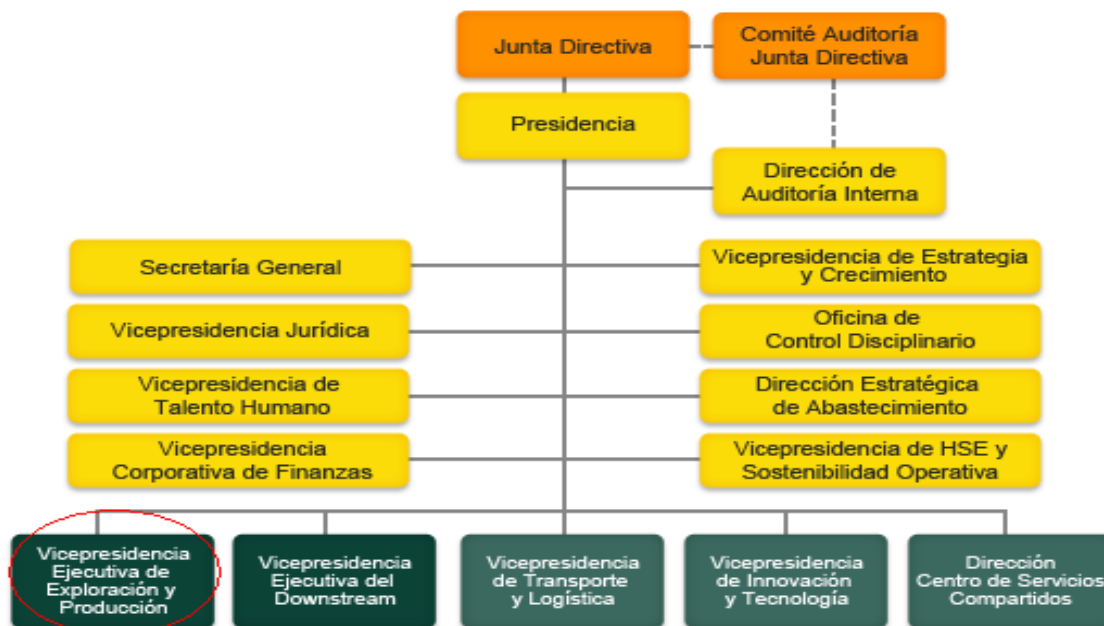 Junta Directiva
Comité Auditoría
Junta Directiva
Presidencia
Dirección de
Auditoría Interna
Secretaría General
Vicepresidencia de Estrategia
y Crecimiento
Vicepresidencia Jurídica
Oficina de
Control Disciplinario
Vicepresidencia de
Talento Humano
Dirección Estratégica
de Abastecimiento
Vicepresidencia
Corporativa de Finanzas
Vicepresidencia de HSE y
Sostenibilidad Operativa
Vicepresidencia
Ejecutiva de
Exploración y
Producción
Vicepresidencia
Ejecutiva del
Downstream
Vicepresidencia
de Transporte
y Logística
Vicepresidencia
de Innovación
y Tecnología
Dirección
Centro de Servicios
Compartidos